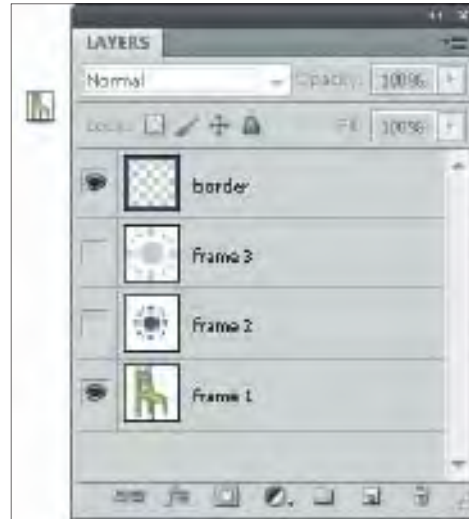 LAYERS
Normal Opacity: 100%
Lock: Fill: 100%
border
frame 3
frame 2
frame 1